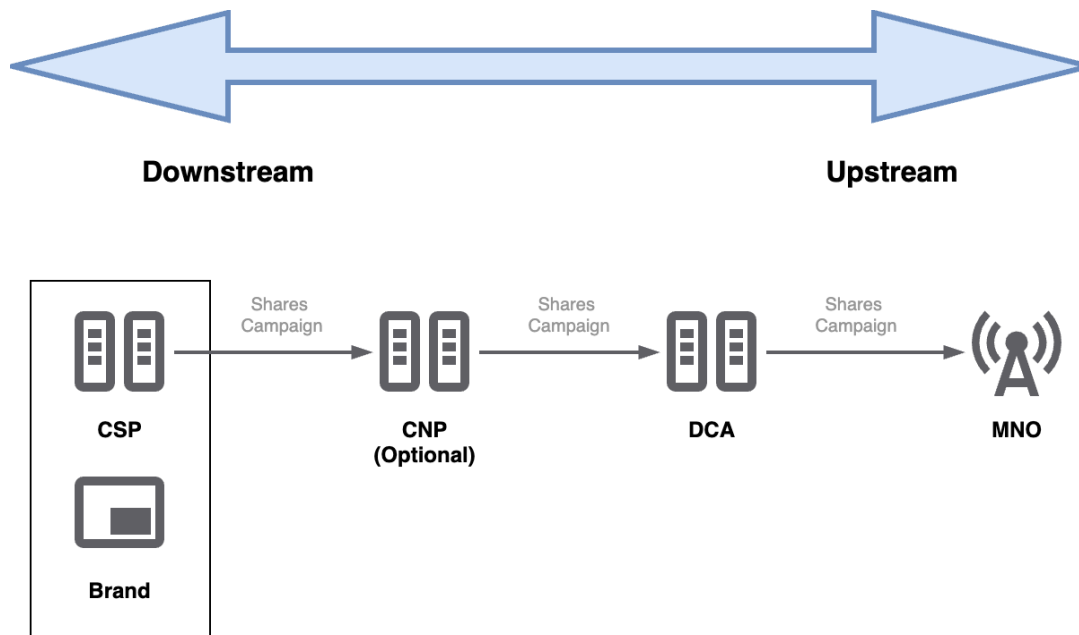 Downstream
Upstream
Shares
Campaign
Shares
Campaign
Shares
Campaign
CSP
CNP
(Optional)
DCA
MNO
Brand